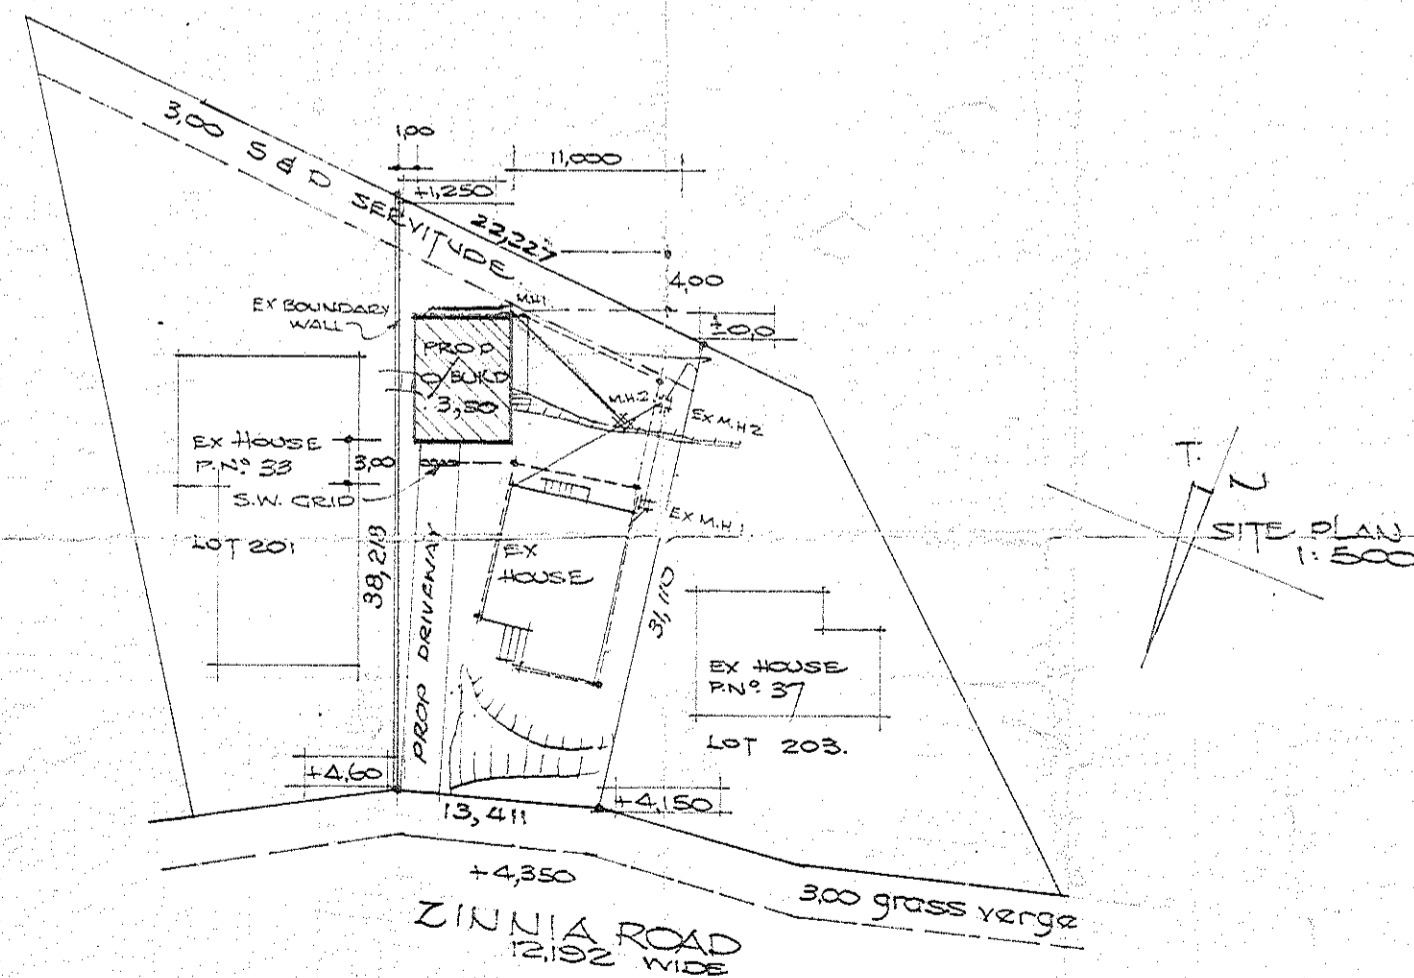 3,00 S & D SERVITUDE
1,00
11,000
+1,250
22,227
4,00
M.H1
EX BOUNDARY
WALL
±0,0
PROP
BUILD
3,50
M.H.2
EX M.H2
EX HOUSE
P.Nº 33
3,00
S.W. GRID
EX M.H1
LOT 201
38,218
PROP DRIVEWAY
EX
HOUSE
31,110
EX HOUSE
P.Nº 37
LOT 203.
T. N
SITE PLAN
1:500
+4,60
13,411
+4,150
+4,350
3,00 grass verge
ZINNIA ROAD
12,192 WIDE